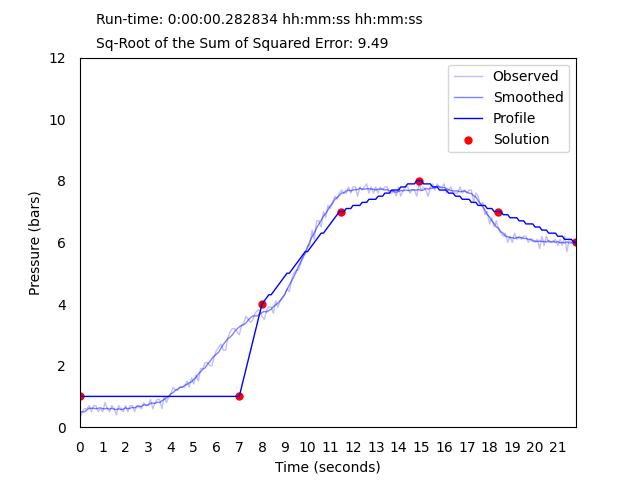 Run-time: 0:00:00.282834 hh:mm:ss hh:mm:ss
Sq-Root of the Sum of Squared Error: 9.49
Observed
Smoothed
Profile
Solution
12
10
8
6
4
2
0
Pressure (bars)
0 1 2 3 4 5 6 7 8 9 10 11 12 13 14 15 16 17 18 19 20 21
Time (seconds)